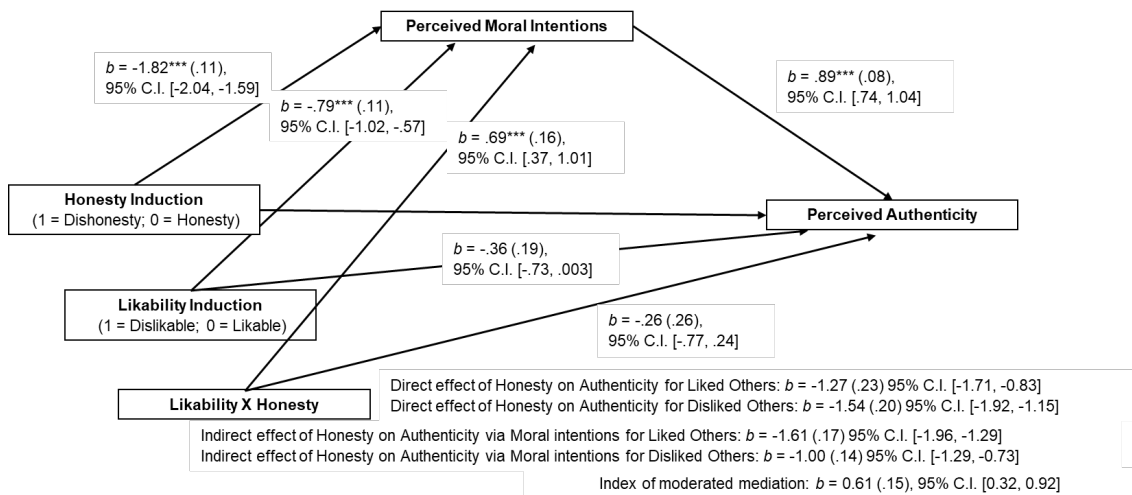 Perceived Moral Intentions
b = -1.82*** (.11),
95% C.I. [-2.04, -1.59]
b = -.79*** (.11),
95% C.I. [-1.02, -.57]
b = .69*** (.16),
95% C.I. [.37, 1.01]
b = .89*** (.08),
95% C.I. [.74, 1.04]
Honesty Induction
(1 = Dishonesty; 0 = Honesty)
Perceived Authenticity
b = -.36 (.19),
95% C.I. [-.73, .003]
Likability Induction
(1 = Dislikable; 0 = Likable)
b = -.26 (.26),
95% C.I. [-.77, .24]
Likability X Honesty
Direct effect of Honesty on Authenticity for Liked Others: b = -1.27 (.23) 95% C.I. [-1.71, -0.83]
Direct effect of Honesty on Authenticity for Disliked Others: b = -1.54 (.20) 95% C.I. [-1.92, -1.15]
Indirect effect of Honesty on Authenticity via Moral intentions for Liked Others: b = -1.61 (.17) 95% C.I. [-1.96, -1.29]
Indirect effect of Honesty on Authenticity via Moral intentions for Disliked Others: b = -1.00 (.14) 95% C.I. [-1.29, -0.73]
Index of moderated mediation: b = 0.61 (.15), 95% C.I. [0.32, 0.92]